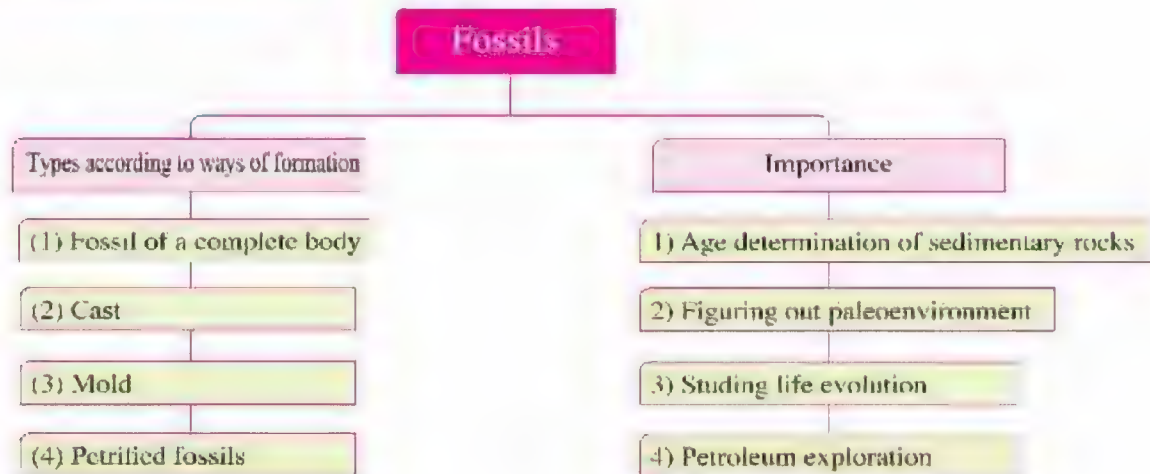 Fossils
Types according to ways of formation
(1) Fossil of a complete body
(2) Cast
(3) Mold
(4) Petrified fossils
Importance
1) Age determination of sedimentary rocks
2) Figuring out paleoenvironment
3) Studing life evolution
4) Petroleum exploration